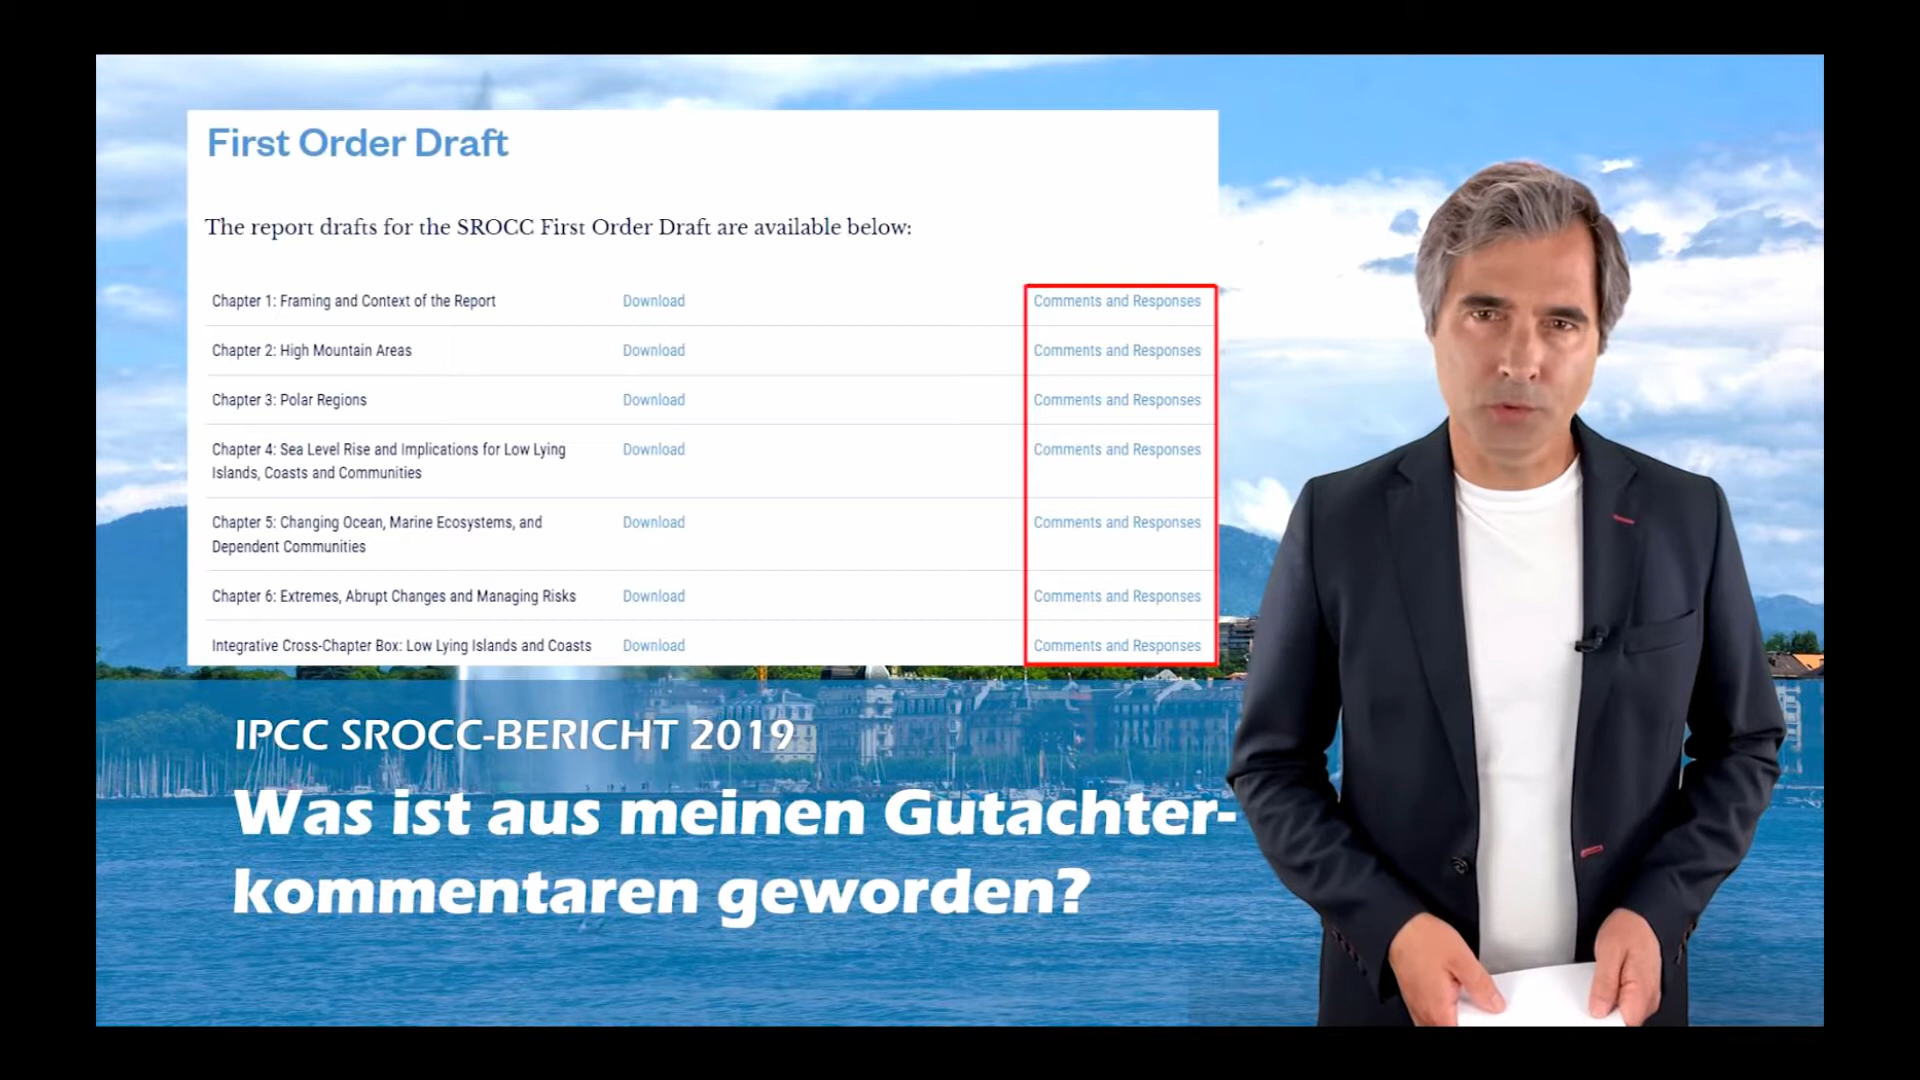 First Order Draft
The report drafts for the SROCC First Order Draft are available below:
Chapter 1: Framing and Context of the Report Download Comments and Responses
Chapter 2: High Mountain Areas Download Comments and Responses
Chapter 3: Polar Regions Download Comments and Responses
Chapter 4: Sea Level Rise and Implications for Low Lying Download Comments and Responses
Islands, Coasts and Communities
Chapter 5: Changing Ocean, Marine Ecosystems, and Download Comments and Responses
Dependent Communities
Chapter 6: Extremes, Abrupt Changes and Managing Risks Download Comments and Responses
Integrative Cross-Chapter Box: Low Lying Islands and Coasts Download Comments and Responses
IPCC SROCC-BERICHT 2019
Was ist aus meinen Gutachter-
kommentaren geworden?